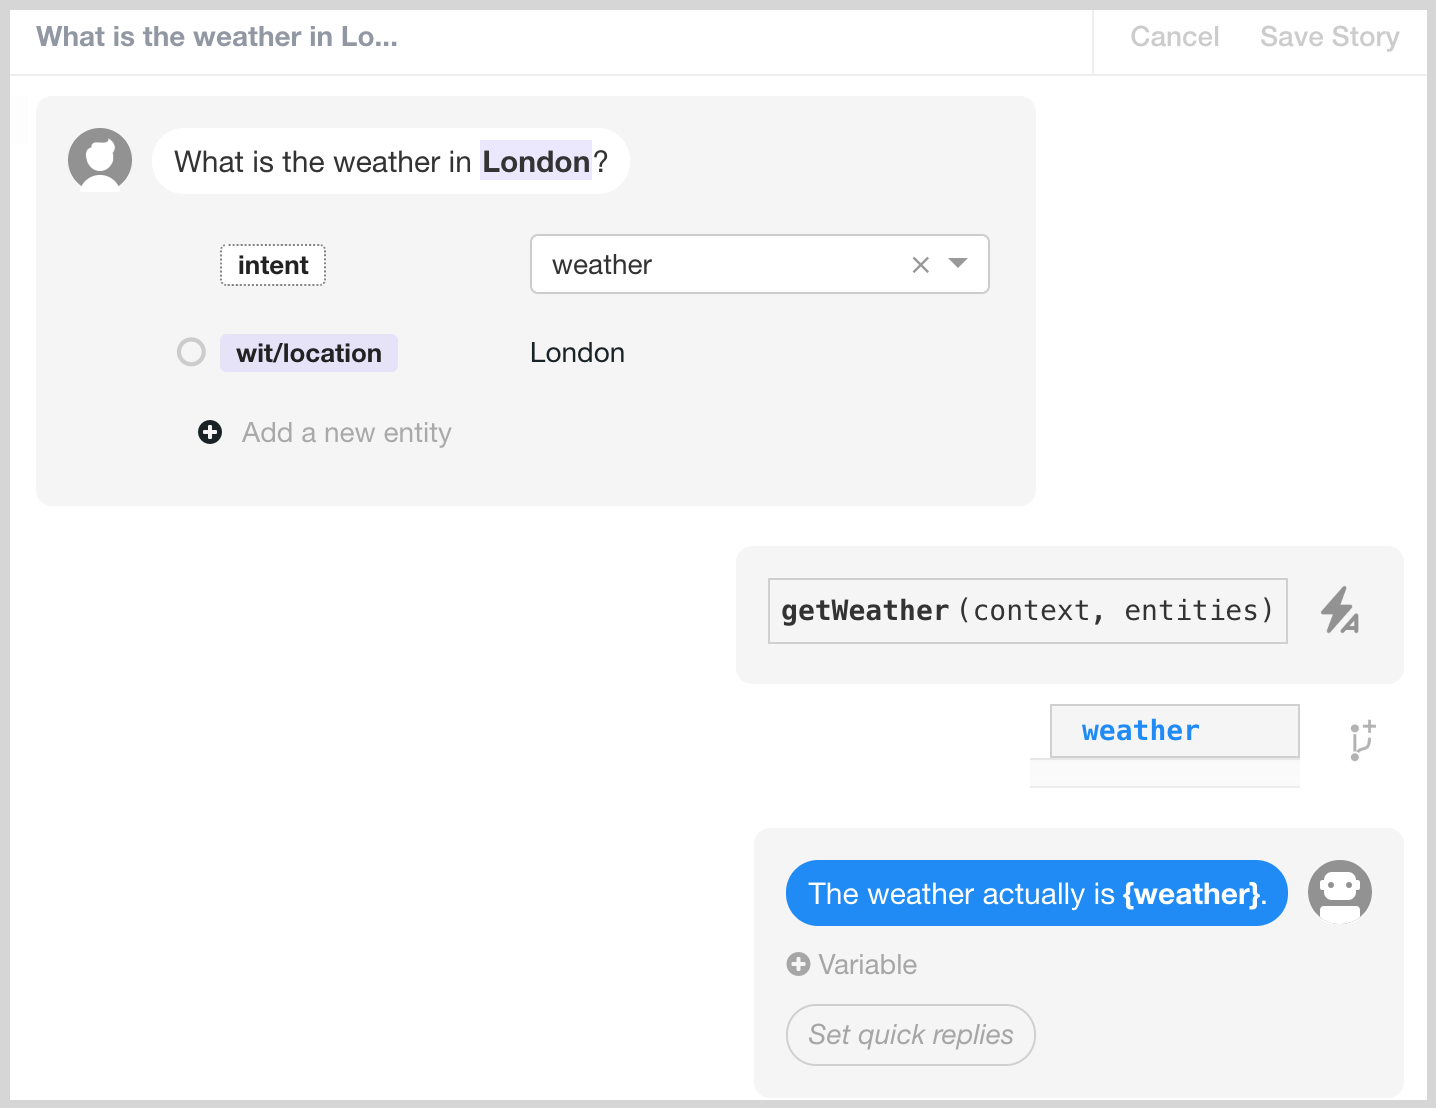 What is the weather in Lo...
Cancel
Save Story
What is the weather in London?
intent
weather
wit/location
London
Add a new entity
getWeather(context, entities)
weather
The weather actually is {weather}.
Variable
Set quick replies